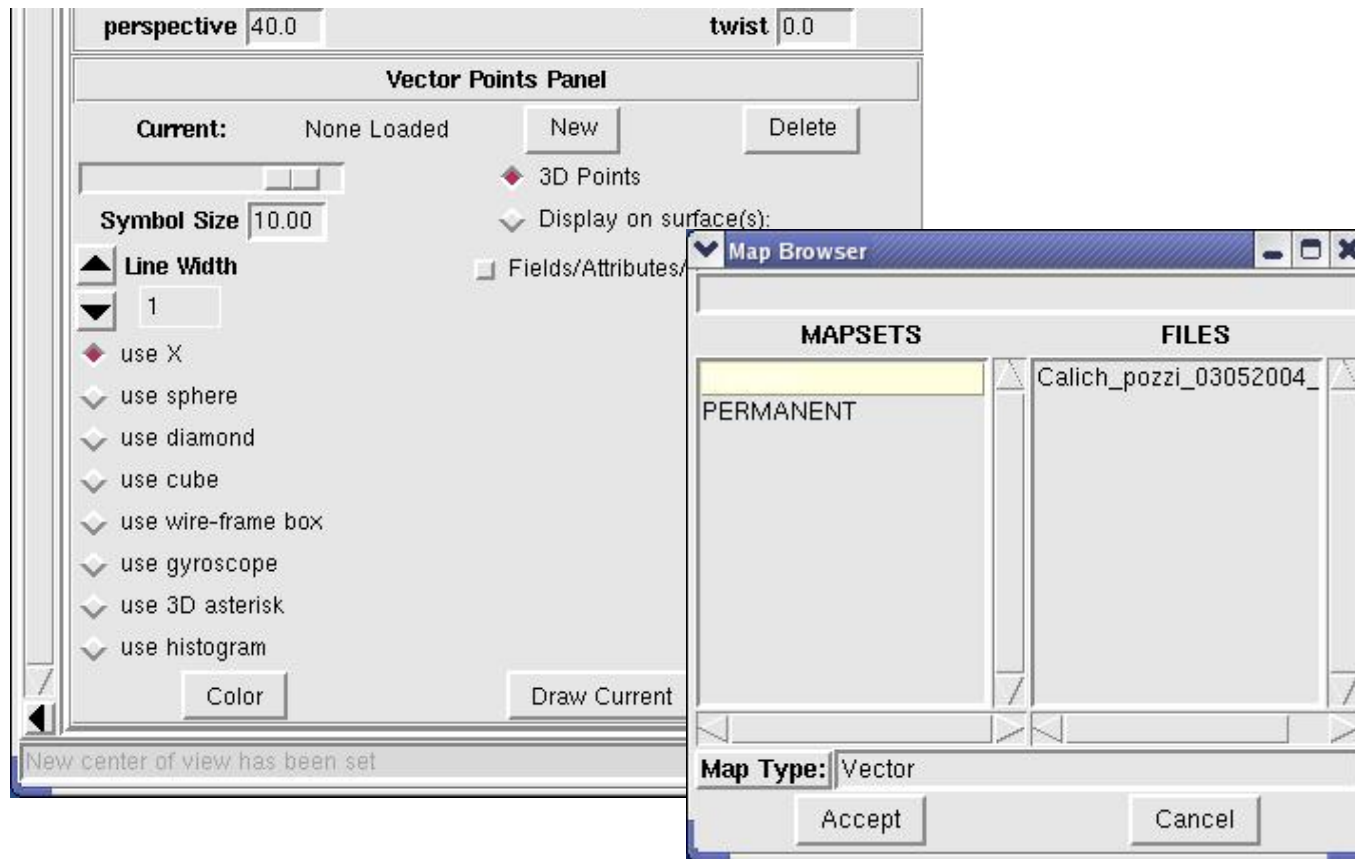 perspective 40.0 twist 0.0
Vector Points Panel
Current: None Loaded New Delete
3D Points
Symbol Size 10.00 Display on surface(s):
Line Width Fields/Attributes/
1
use X
use sphere
use diamond
use cube
use wire-frame box
use gyroscope
use 3D asterisk
use histogram
Color Draw Current
New center of view has been set
Map Browser
MAPSETS FILES
Calich_pozzi_03052004_
PERMANENT
Map Type: Vector
Accept Cancel